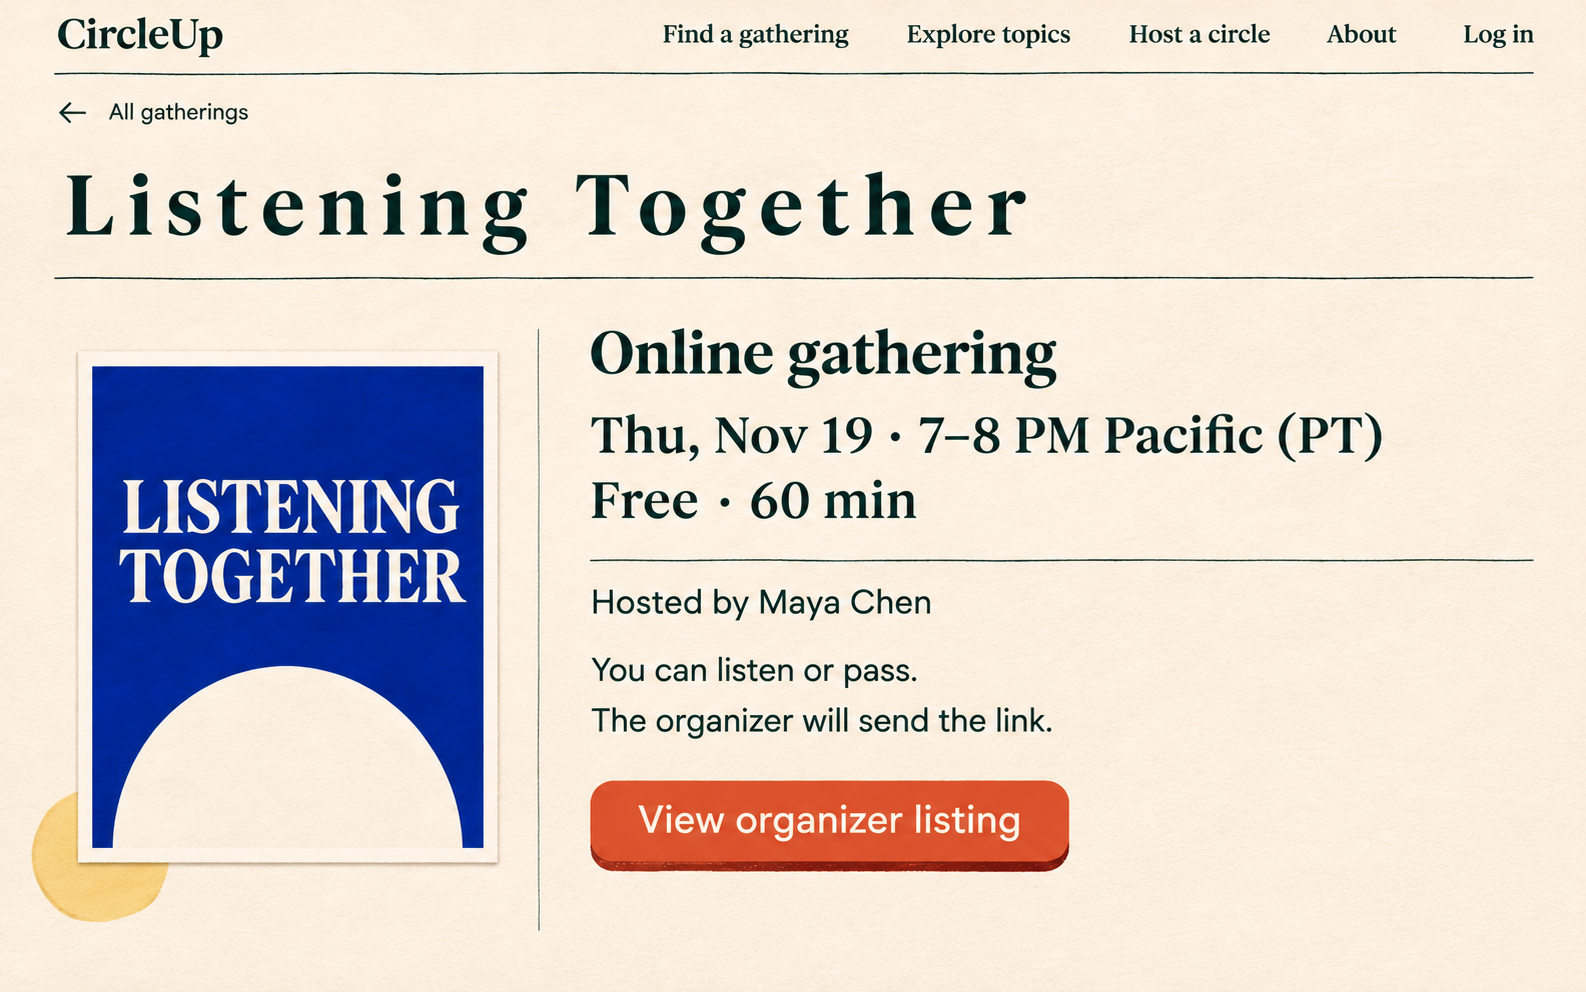 CircleUp
Find a gathering
Explore topics
Host a circle
About
Log in
← All gatherings
Listening Together
LISTENING
TOGETHER
Online gathering
Thu, Nov 19 · 7–8 PM Pacific (PT)
Free · 60 min
Hosted by Maya Chen
You can listen or pass.
The organizer will send the link.
View organizer listing